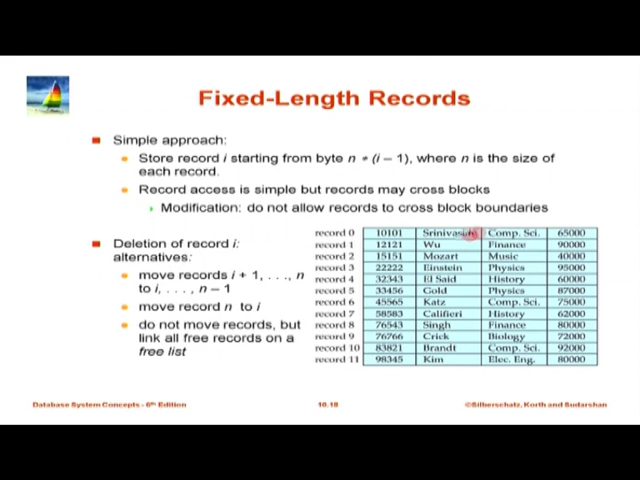 Fixed-Length Records
Simple approach:
Store record i starting from byte n ∗ (i – 1), where n is the size of
each record.
Record access is simple but records may cross blocks
Modification: do not allow records to cross block boundaries
Deletion of record i:
alternatives:
move records i + 1, . . ., n
to i, . . . , n – 1
move record n to i
do not move records, but
link all free records on a
free list
record 0 10101 Srinivasan Comp. Sci. 65000
record 1 12121 Wu Finance 90000
record 2 15151 Mozart Music 40000
record 3 22222 Einstein Physics 95000
record 4 32343 El Said History 60000
record 5 33456 Gold Physics 87000
record 6 45565 Katz Comp. Sci. 75000
record 7 58583 Califieri History 62000
record 8 76543 Singh Finance 80000
record 9 76766 Crick Biology 72000
record 10 83821 Brandt Comp. Sci. 92000
record 11 98345 Kim Elec. Eng. 80000
Database System Concepts - 6th Edition
10.18
©Silberschatz, Korth and Sudarshan